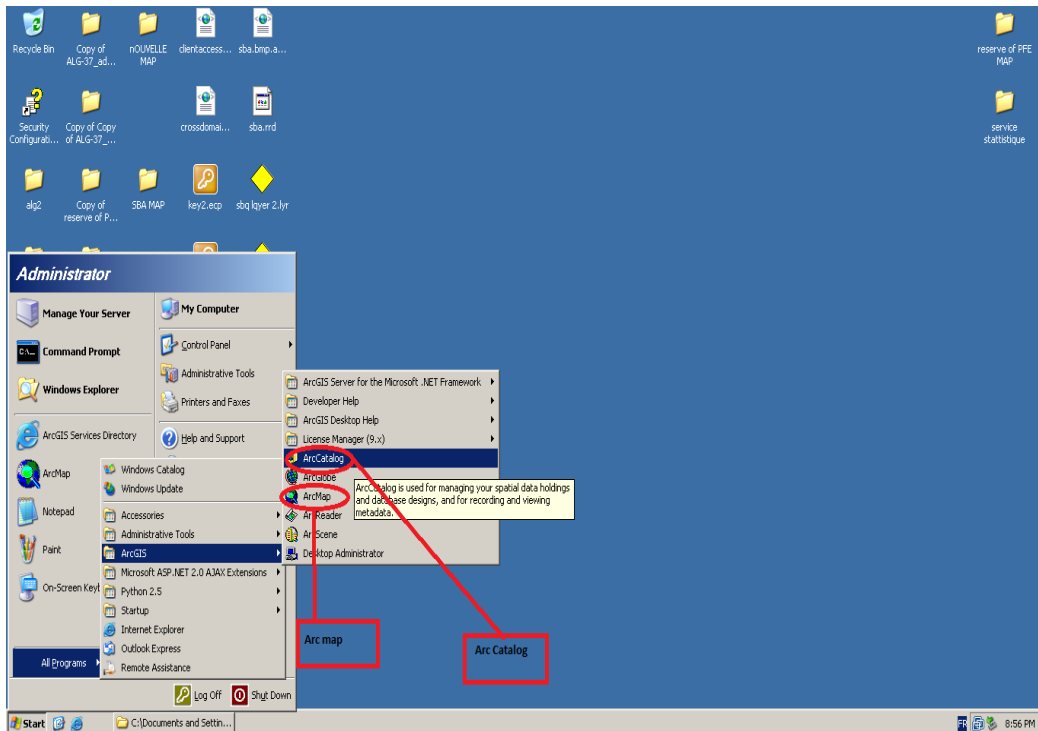 Recycle Bin
Copy of
ALG-37_ad...
nOUVELLE
MAP
clientaccess...
sba.bmp.a...
reserve of PFE
MAP
Security
Configurati...
Copy of Copy
of ALG-37_...
crossdomai...
sba.rrd
service
stattistique
alg2
Copy of
reserve of P...
SBA MAP
key2.ecp
sbq lqyer 2.lyr
Administrator
Manage Your Server
Command Prompt
Windows Explorer
ArcGIS Services Directory
ArcMap
Notepad
Paint
On-Screen Keyb
All Programs
My Computer
Control Panel
Administrative Tools
Printers and Faxes
Help and Support
Windows Catalog
Windows Update
Accessories
Administrative Tools
ArcGIS
Microsoft ASP.NET 2.0 AJAX Extensions
Python 2.5
Startup
Internet Explorer
Outlook Express
Remote Assistance
ArcGIS Server for the Microsoft .NET Framework
Developer Help
ArcGIS Desktop Help
License Manager (9.x)
ArcCatalog
ArcGlobe
ArcMap
ArcReader
ArcScene
Desktop Administrator
ArcCatalog is used for managing your spatial data holdings
and database designs, and for recording and viewing
metadata.
Arc map
Arc Catalog
Log Off
Shut Down
Start
C:\Documents and Settin...
FR
8:56 PM